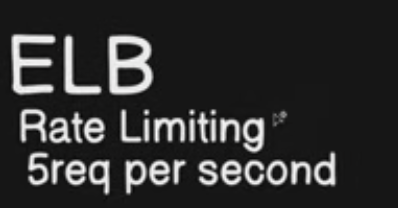 ELB
Rate Limiting
5req per second